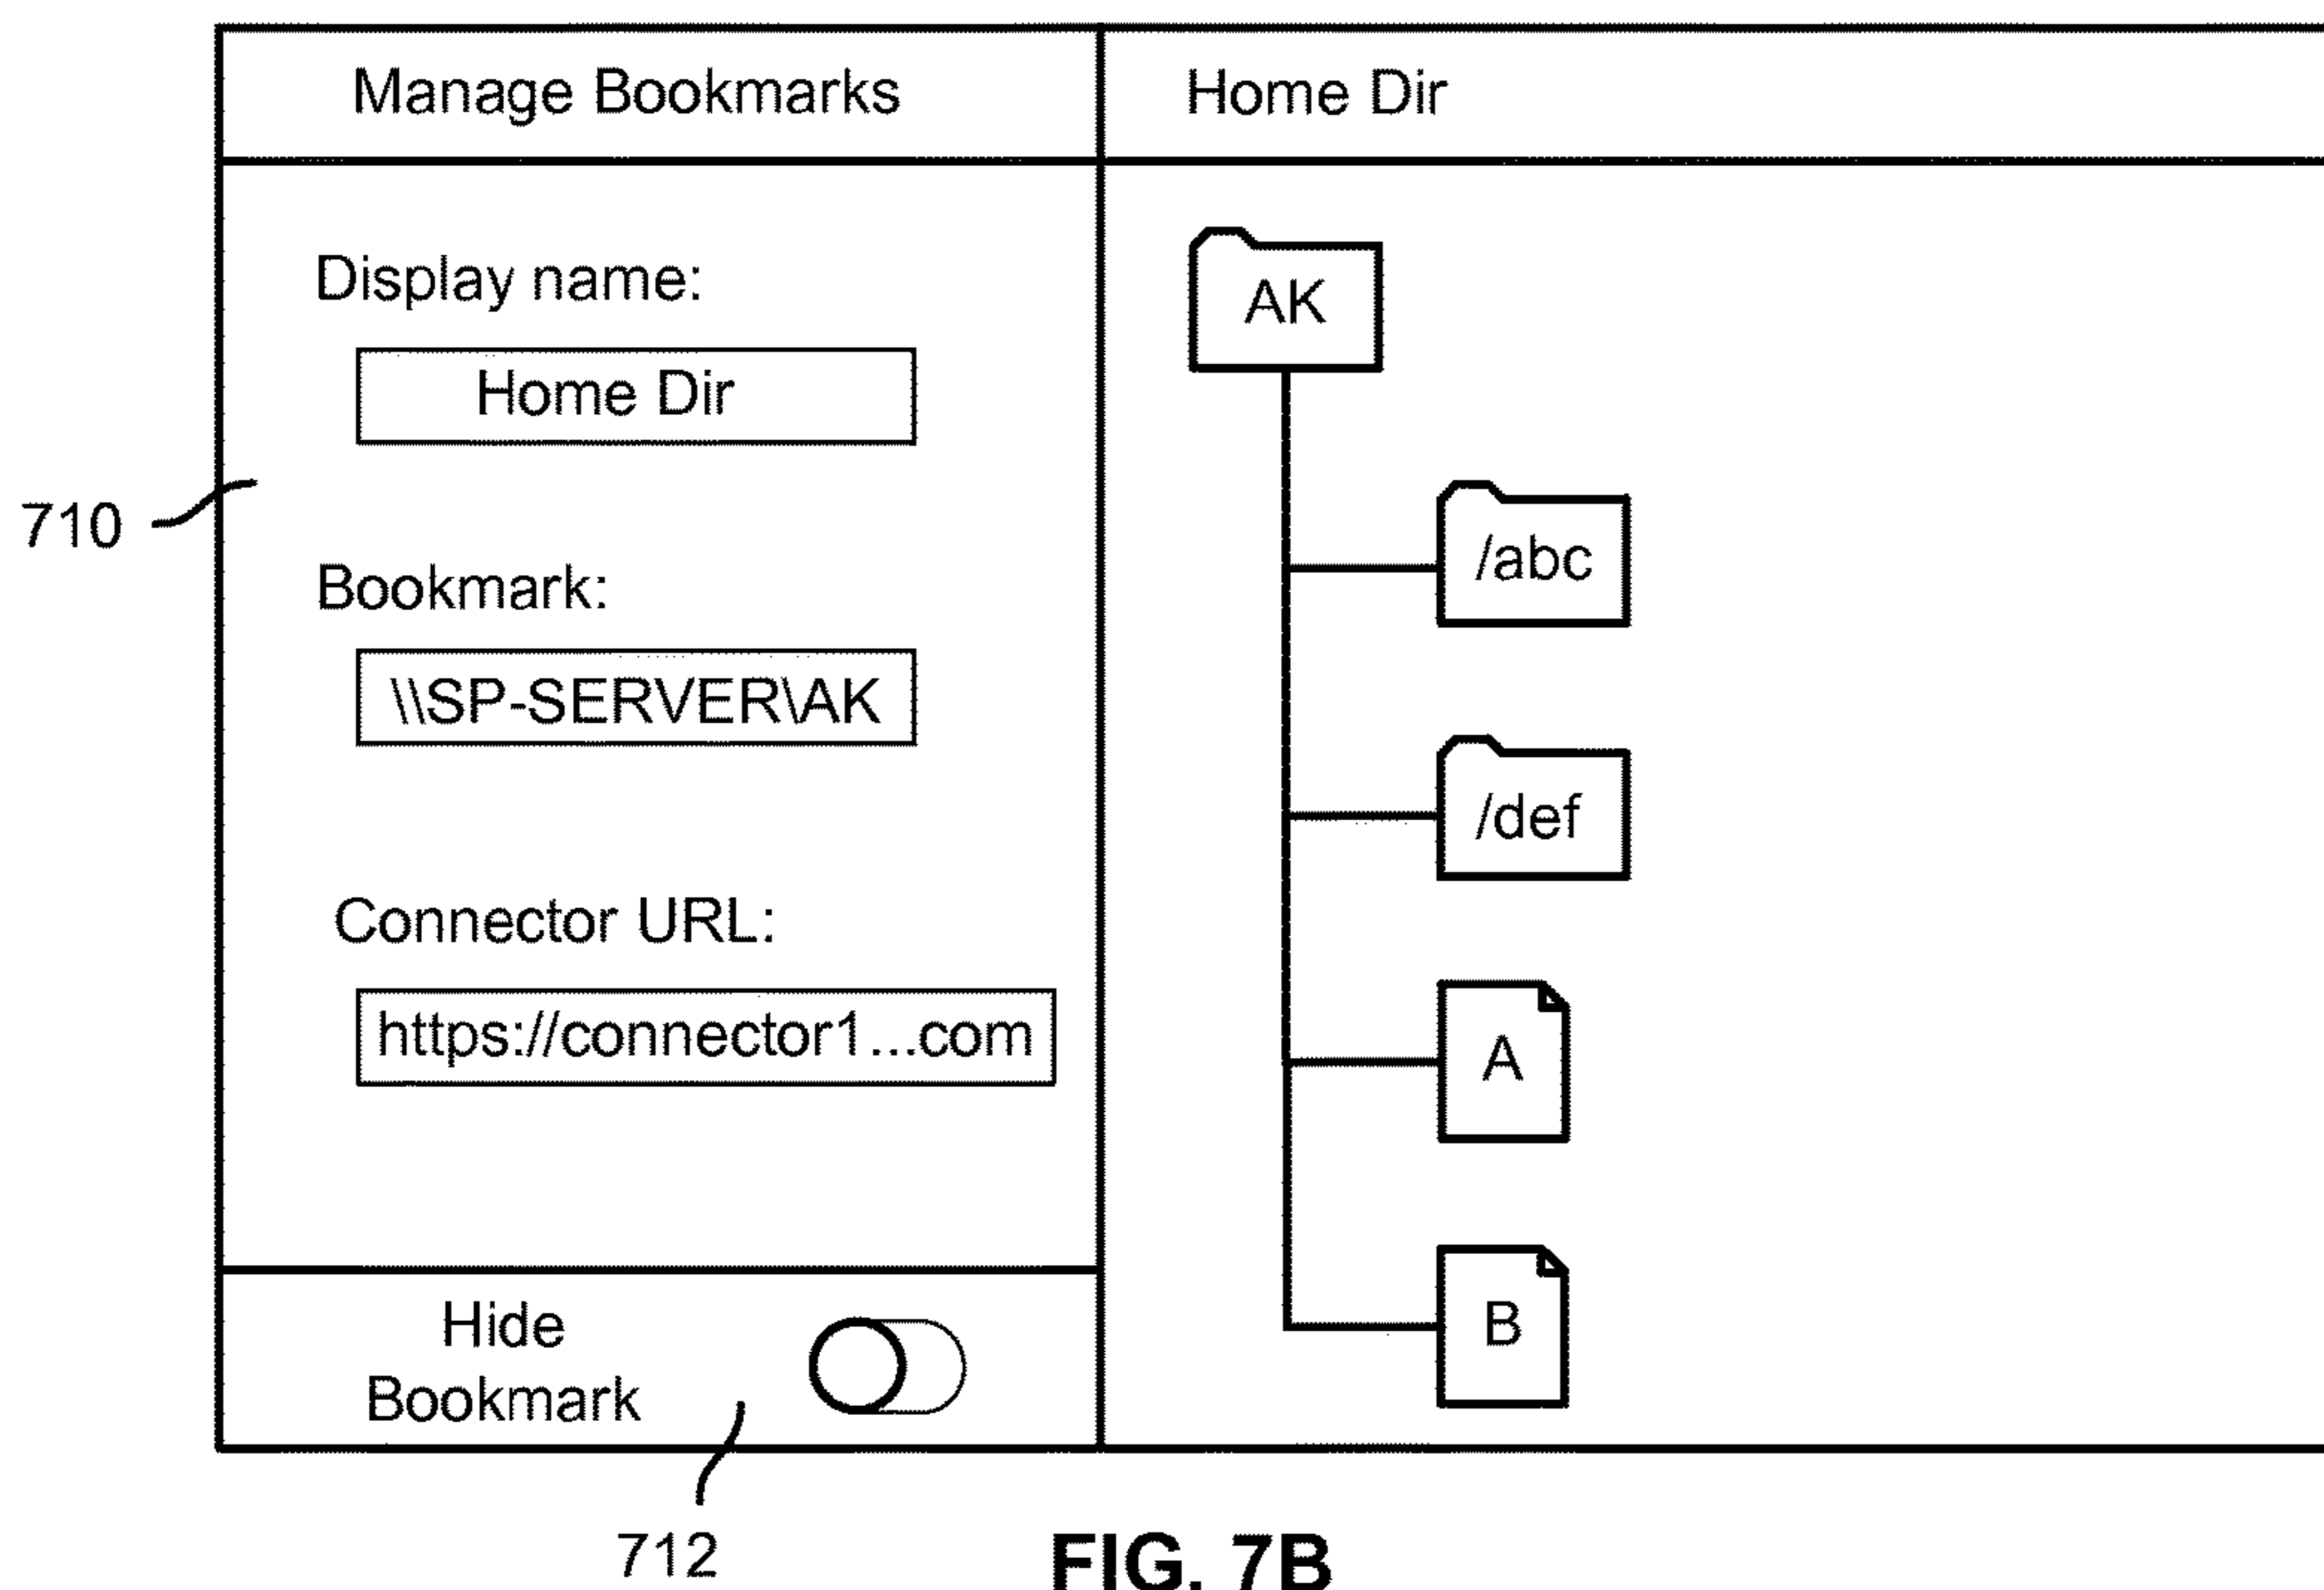 Manage Bookmarks
Home Dir
Display name:
Home Dir
710
Bookmark:
\\SP-SERVER\AK
Connector URL:
https://connector1...com
Hide
Bookmark
712
AK
/abc
/def
A
B
FIG. 7B